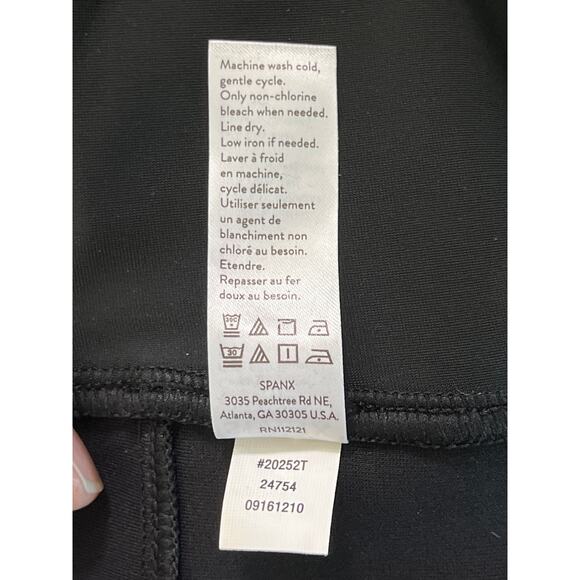 Machine wash cold,
gentle cycle.
Only non-chlorine
bleach when needed.
Line dry.
Low iron if needed.
Laver à froid
en machine,
cycle délicat.
Utiliser seulement
un agent de
blanchiment non
chloré au besoin.
Etendre.
Repasser au fer
doux au besoin.
30C
30
SPANX
3035 Peachtree Rd NE,
Atlanta, GA 30305 U.S.A.
RN112121
#20252T
24754
09161210